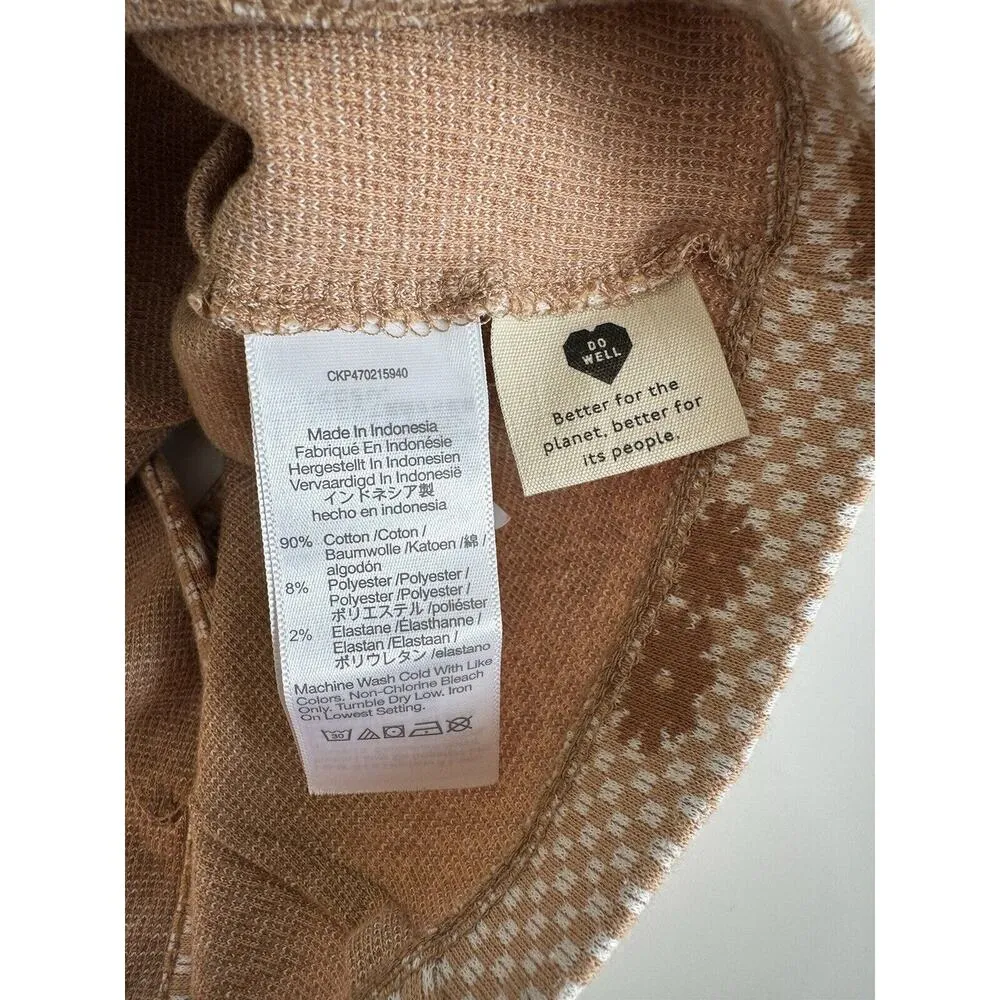 CKP470215940
Made In Indonesia
Fabriqué En Indonésie
Hergestellt In Indonesien
Vervaardigd In Indonesië
インドネシア製
hecho en indonesia
90% Cotton /Coton /
Baumwolle /Katoen /綿 /
algodón
8% Polyester /Polyester /
Polyester /Polyester /
ポリエステル /poliéster
2% Elastane /Élasthanne /
Elastan /Elastaan /
ポリウレタン /elastano
Machine Wash Cold With Like
Colors. Non-Chlorine Bleach
Only. Tumble Dry Low. Iron
On Lowest Setting.
30
DO
WELL
Better for the
planet, better for
its people.